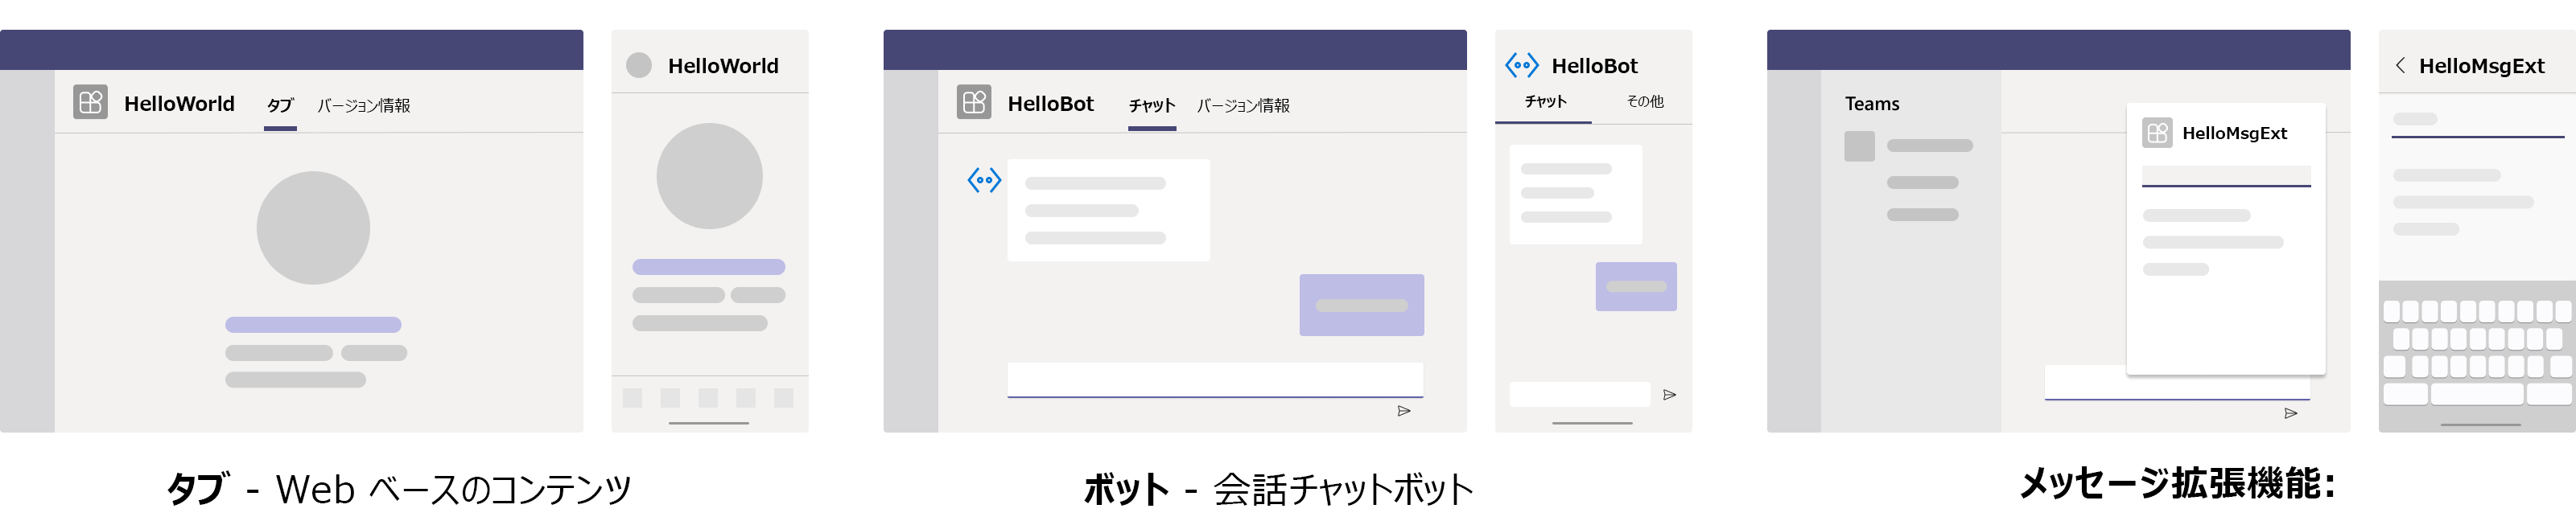 HelloWorld タブ バージョン情報
HelloWorld
タブ - Web ベースのコンテンツ
HelloBot チャット バージョン情報
HelloBot
チャット その他
ボット - 会話チャットボット
Teams
HelloMsgExt
HelloMsgExt
メッセージ拡張機能: